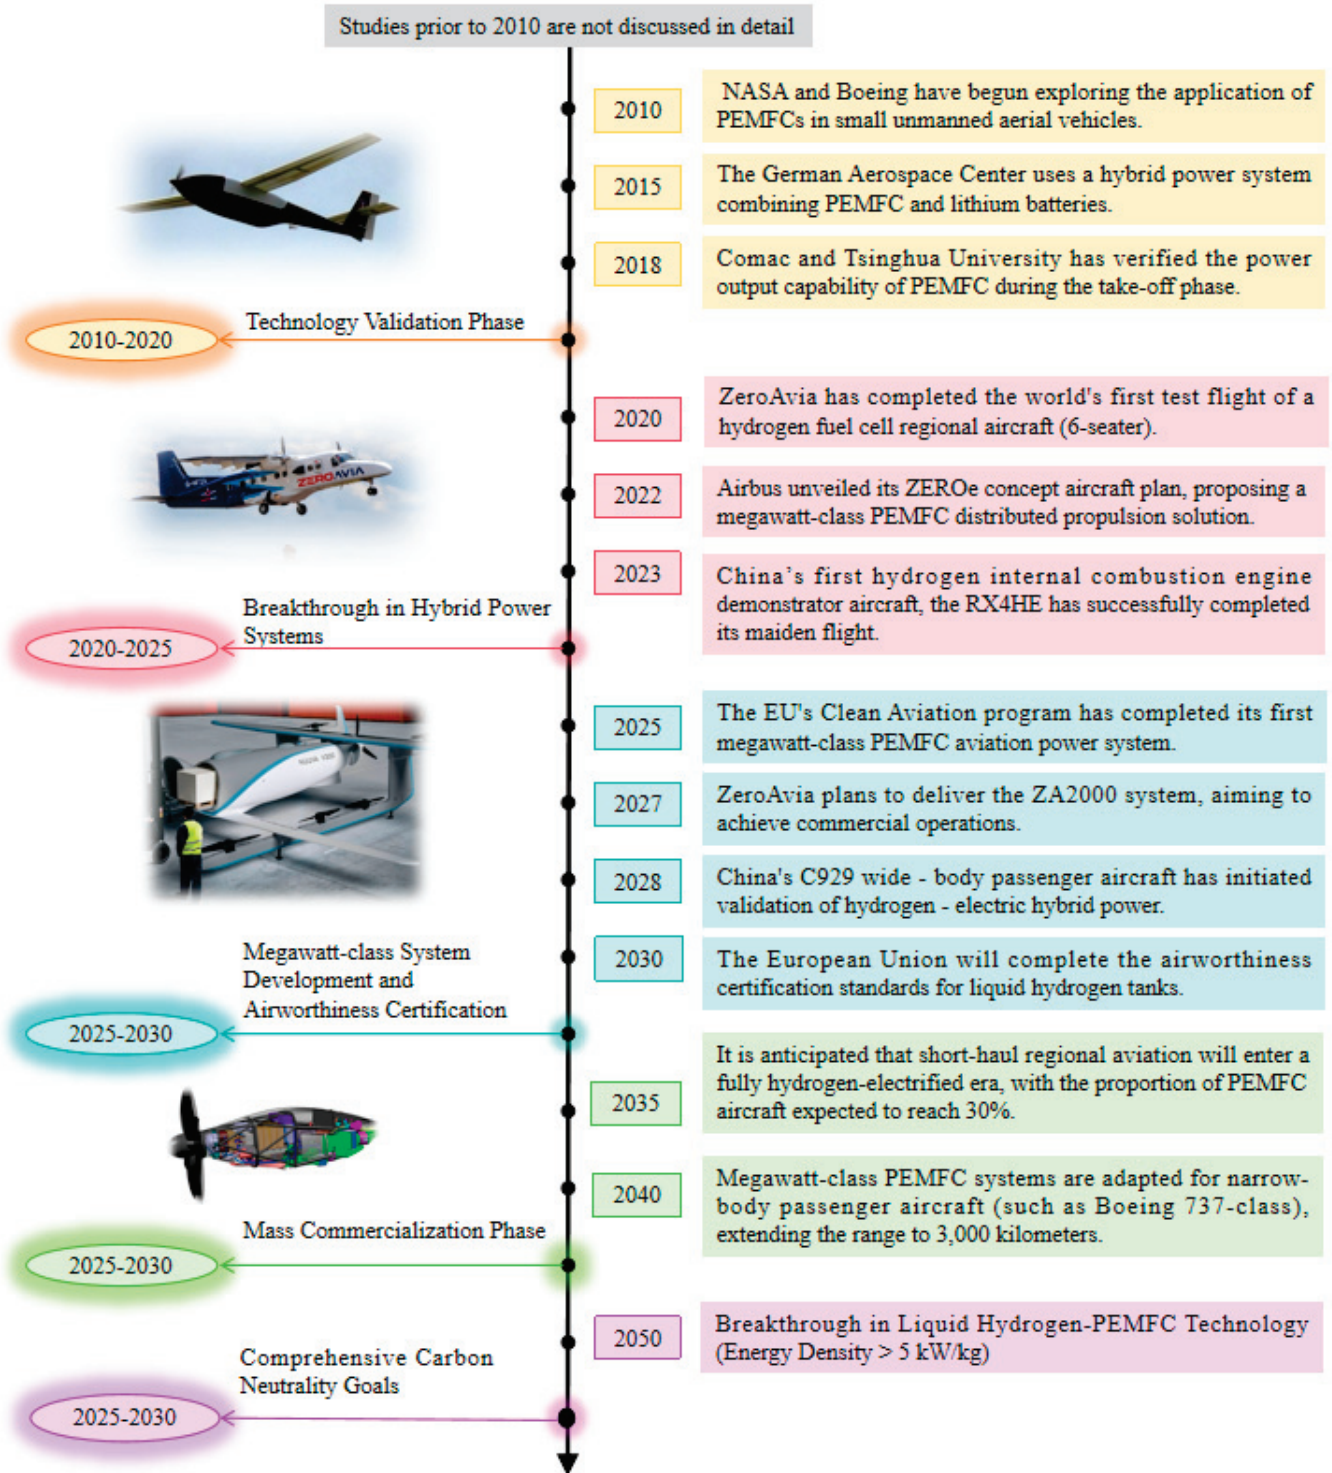 Studies prior to 2010 are not discussed in detail
2010
NASA and Boeing have begun exploring the application of
PEMFCs in small unmanned aerial vehicles.
2015
The German Aerospace Center uses a hybrid power system
combining PEMFC and lithium batteries.
2018
Comac and Tsinghua University has verified the power
output capability of PEMFC during the take-off phase.
Technology Validation Phase
2010-2020
2020
ZeroAvia has completed the world's first test flight of a
hydrogen fuel cell regional aircraft (6-seater).
ZEROAVIA
2022
Airbus unveiled its ZEROe concept aircraft plan, proposing a
megawatt-class PEMFC distributed propulsion solution.
2023
China's first hydrogen internal combustion engine
demonstrator aircraft, the RX4HE has successfully completed
its maiden flight.
Breakthrough in Hybrid Power
Systems
2020-2025
2025
The EU's Clean Aviation program has completed its first
megawatt-class PEMFC aviation power system.
2027
ZeroAvia plans to deliver the ZA2000 system, aiming to
achieve commercial operations.
2028
China's C929 wide - body passenger aircraft has initiated
validation of hydrogen - electric hybrid power.
2030
The European Union will complete the airworthiness
certification standards for liquid hydrogen tanks.
Megawatt-class System
Development and
Airworthiness Certification
2025-2030
2035
It is anticipated that short-haul regional aviation will enter a
fully hydrogen-electrified era, with the proportion of PEMFC
aircraft expected to reach 30%.
2040
Megawatt-class PEMFC systems are adapted for narrow-
body passenger aircraft (such as Boeing 737-class),
extending the range to 3,000 kilometers.
Mass Commercialization Phase
2025-2030
2050
Breakthrough in Liquid Hydrogen-PEMFC Technology
(Energy Density > 5 kW/kg)
Comprehensive Carbon
Neutrality Goals
2025-2030